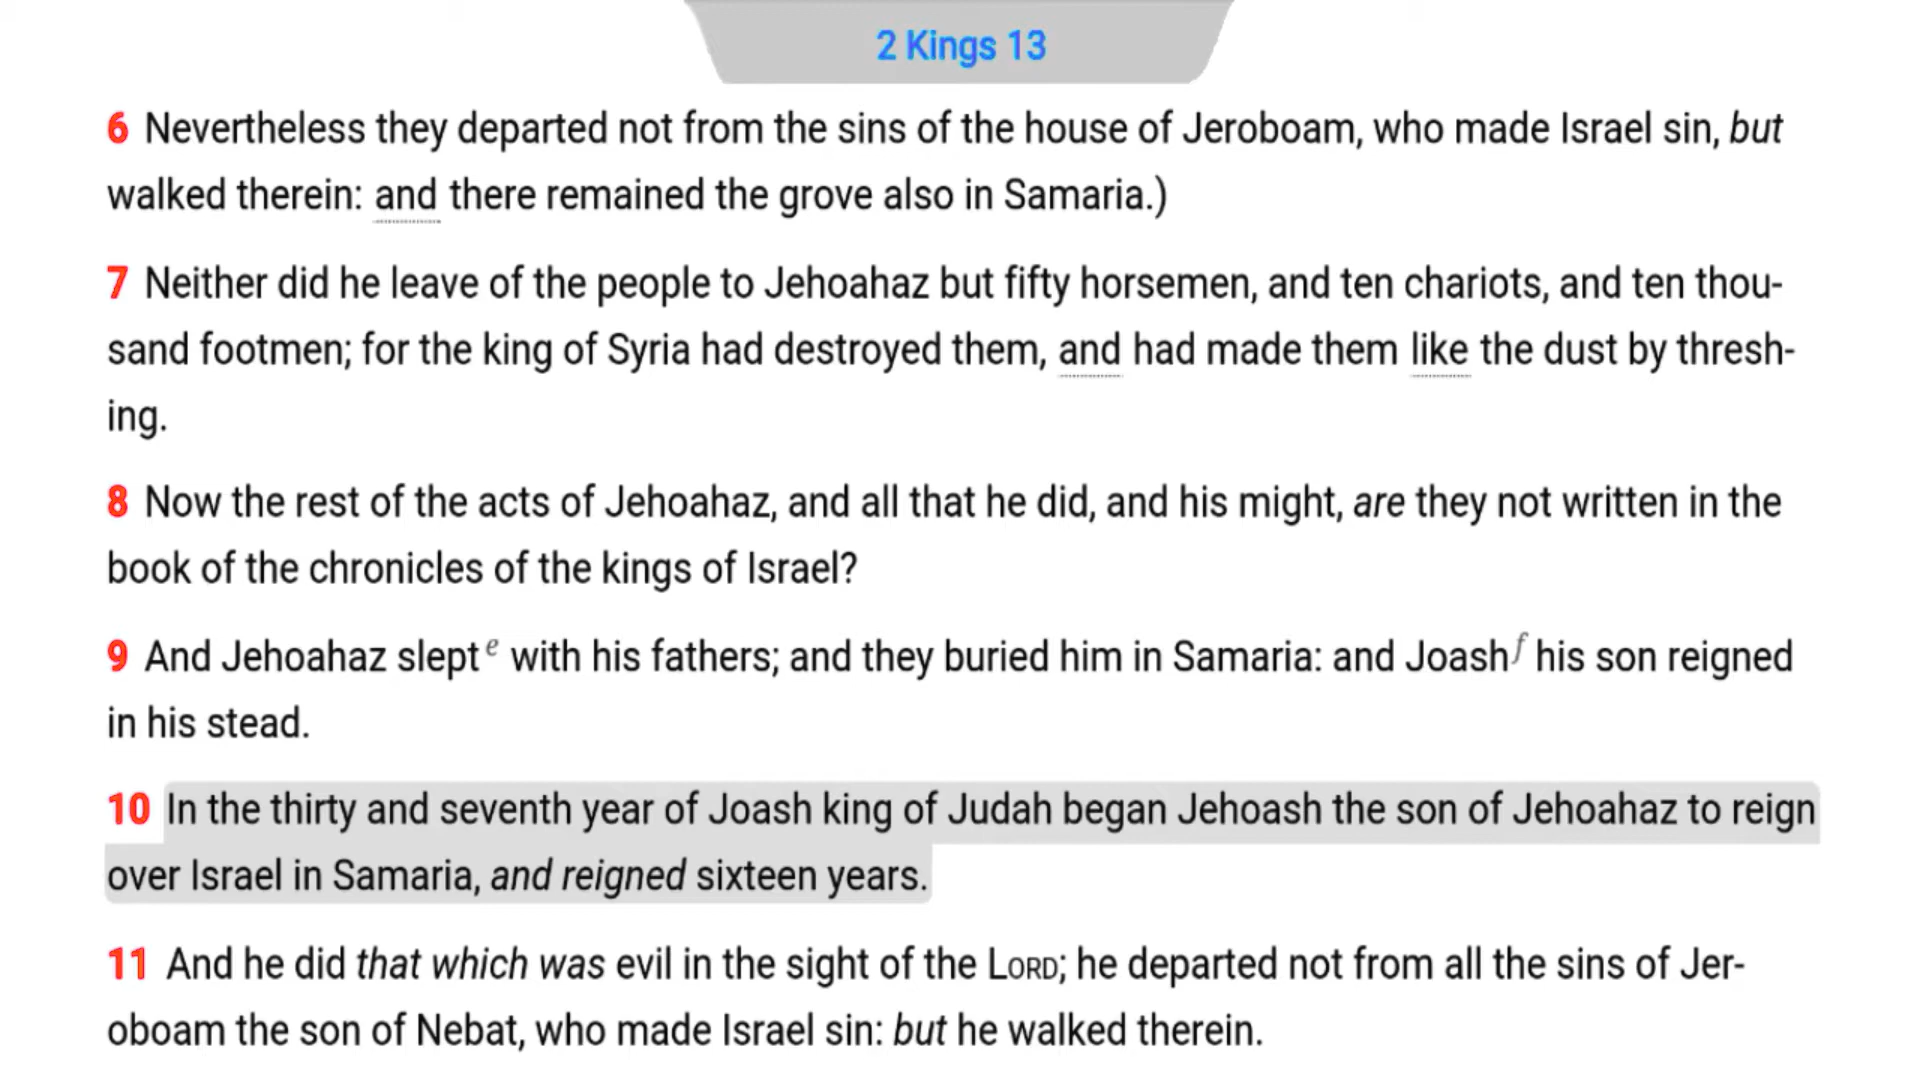 2 Kings 13
6 Nevertheless they departed not from the sins of the house of Jeroboam, who made Israel sin, but
walked therein: and there remained the grove also in Samaria.)
7 Neither did he leave of the people to Jehoahaz but fifty horsemen, and ten chariots, and ten thou-
sand footmen; for the king of Syria had destroyed them, and had made them like the dust by thresh-
ing.
8 Now the rest of the acts of Jehoahaz, and all that he did, and his might, are they not written in the
book of the chronicles of the kings of Israel?
9 And Jehoahaz slept e with his fathers; and they buried him in Samaria: and Joash f his son reigned
in his stead.
10 In the thirty and seventh year of Joash king of Judah began Jehoash the son of Jehoahaz to reign
over Israel in Samaria, and reigned sixteen years.
11 And he did that which was evil in the sight of the LORD; he departed not from all the sins of Jer-
oboam the son of Nebat, who made Israel sin: but he walked therein.